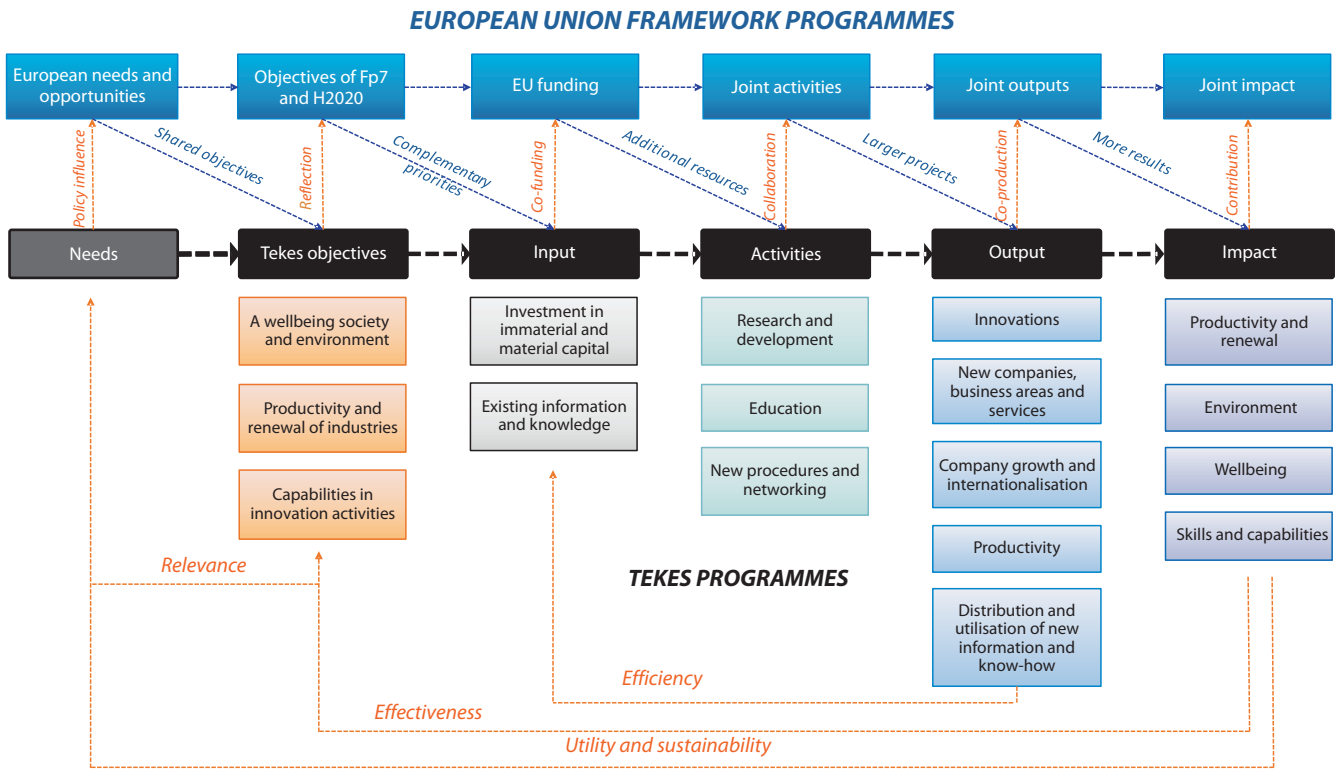 EUROPEAN UNION FRAMEWORK PROGRAMMES
European needs and
opportunities
Objectives of Fp7
and H2020
EU funding
Joint activities
Joint outputs
Joint impact
Policy influence
Shared objectives
Reflection
Complementary
priorities
Co-funding
Additional resources
Collaboration
Larger projects
Co-production
More results
Contribution
Needs
Tekes objectives
Input
Activities
Output
Impact
A wellbeing society
and environment
Productivity and
renewal of industries
Capabilities in
innovation activities
Investment in
immaterial and
material capital
Existing information
and knowledge
Research and
development
Education
New procedures and
networking
Innovations
New companies,
business areas and
services
Company growth and
internationalisation
Productivity
Distribution and
utilisation of new
information and
know-how
Productivity and
renewal
Environment
Wellbeing
Skills and capabilities
Relevance
TEKES PROGRAMMES
Efficiency
Effectiveness
Utility and sustainability